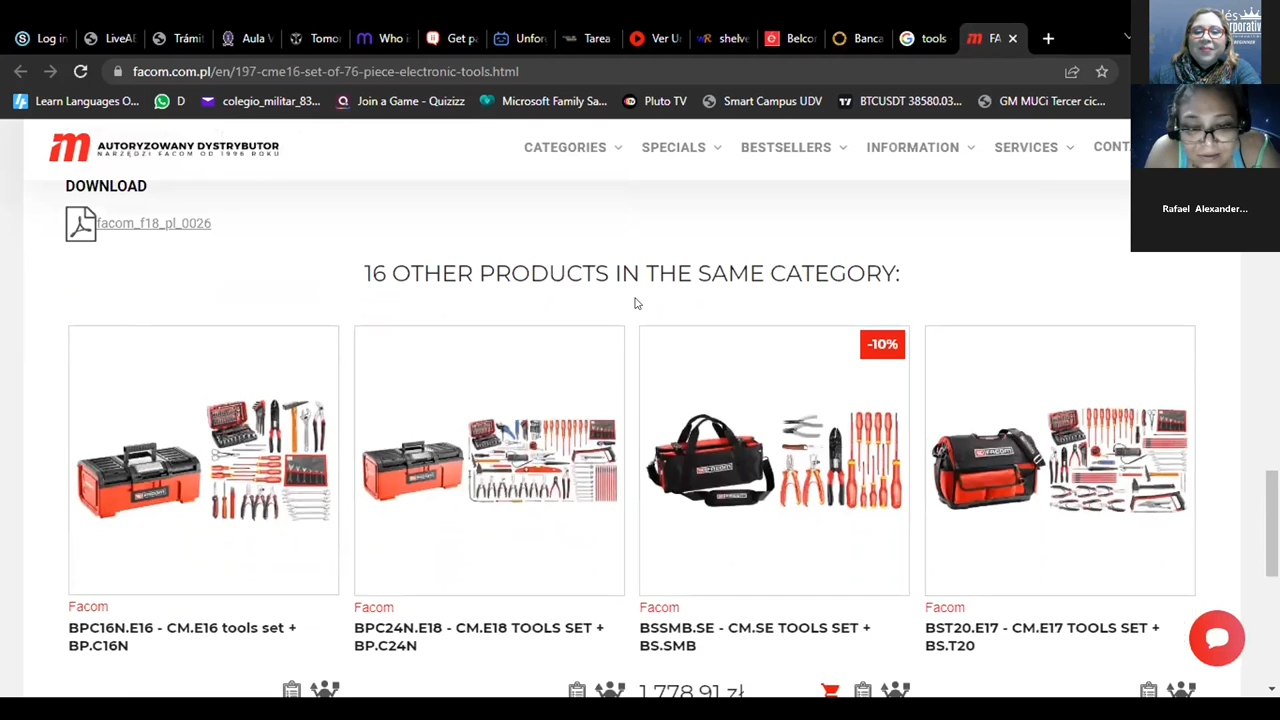 Log in
LiveAE
Trámi
Aula V
Tomor
Who i
Get pa
Unfor
Tarea
Ver U
shelve
Belcor
Banca
tools
FA
facom.com.pl/en/197-cme16-set-of-76-piece-electronic-tools.html
Learn Languages O...
D
colegio_militar_83...
Join a Game - Quizizz
Microsoft Family Sa...
Pluto TV
Smart Campus UDV
BTCUSDT 38580.03...
GM MUCi Tercer cic...
Rafael Alexander...
AUTORYZOWANY DYSTRYBUTOR
NARZĘDZI FACOM OD 1996 ROKU
CATEGORIES
SPECIALS
BESTSELLERS
INFORMATION
SERVICES
CONT
DOWNLOAD
facom_f18_pl_0026
16 OTHER PRODUCTS IN THE SAME CATEGORY:
-10%
FACOM
FACOM
Facom
BPC16N.E16 - CM.E16 tools set +
BP.C16N
Facom
BPC24N.E18 - CM.E18 TOOLS SET +
BP.C24N
Facom
BSSMB.SE - CM.SE TOOLS SET +
BS.SMB
1 778,91 zł
Facom
BST20.E17 - CM.E17 TOOLS SET +
BS.T20